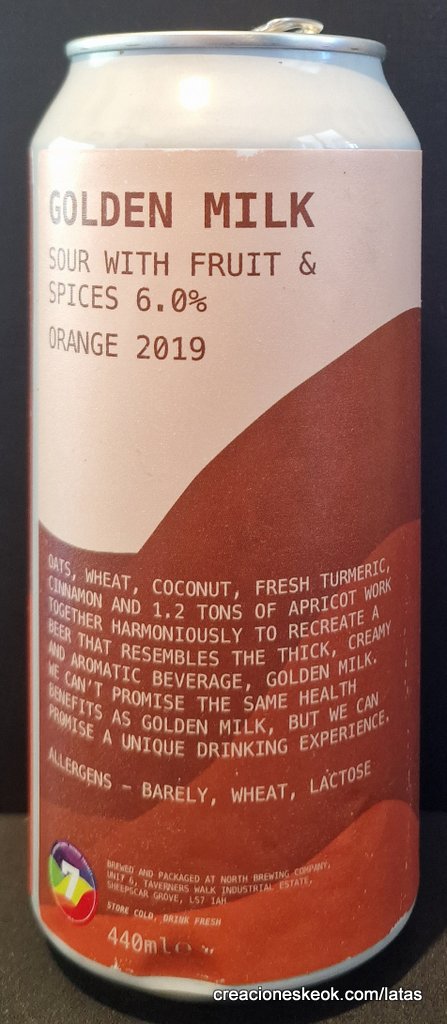 GOLDEN MILK
SOUR WITH FRUIT &
SPICES 6.0%
ORANGE 2019
OATS, WHEAT, COCONUT, FRESH TURMERIC,
CINNAMON AND 1.2 TONS OF APRICOT WORK
TOGETHER HARMONIOUSLY TO RECREATE A
BEER THAT RESEMBLES THE THICK, CREAMY
AND AROMATIC BEVERAGE, GOLDEN MILK.
WE CAN'T PROMISE THE SAME HEALTH
BENEFITS AS GOLDEN MILK, BUT WE CAN
PROMISE A UNIQUE DRINKING EXPERIENCE.
ALLERGENS - BARELY, WHEAT, LACTOSE
7
BREWED AND PACKAGED AT NORTH BREWING COMPANY,
UNIT 6, TAVERNERS WALK INDUSTRIAL ESTATE,
SHEEPSCAR GROVE, LS7 1AH
STORE COLD, DRINK FRESH
440ml
creacioneskeok.com/latas